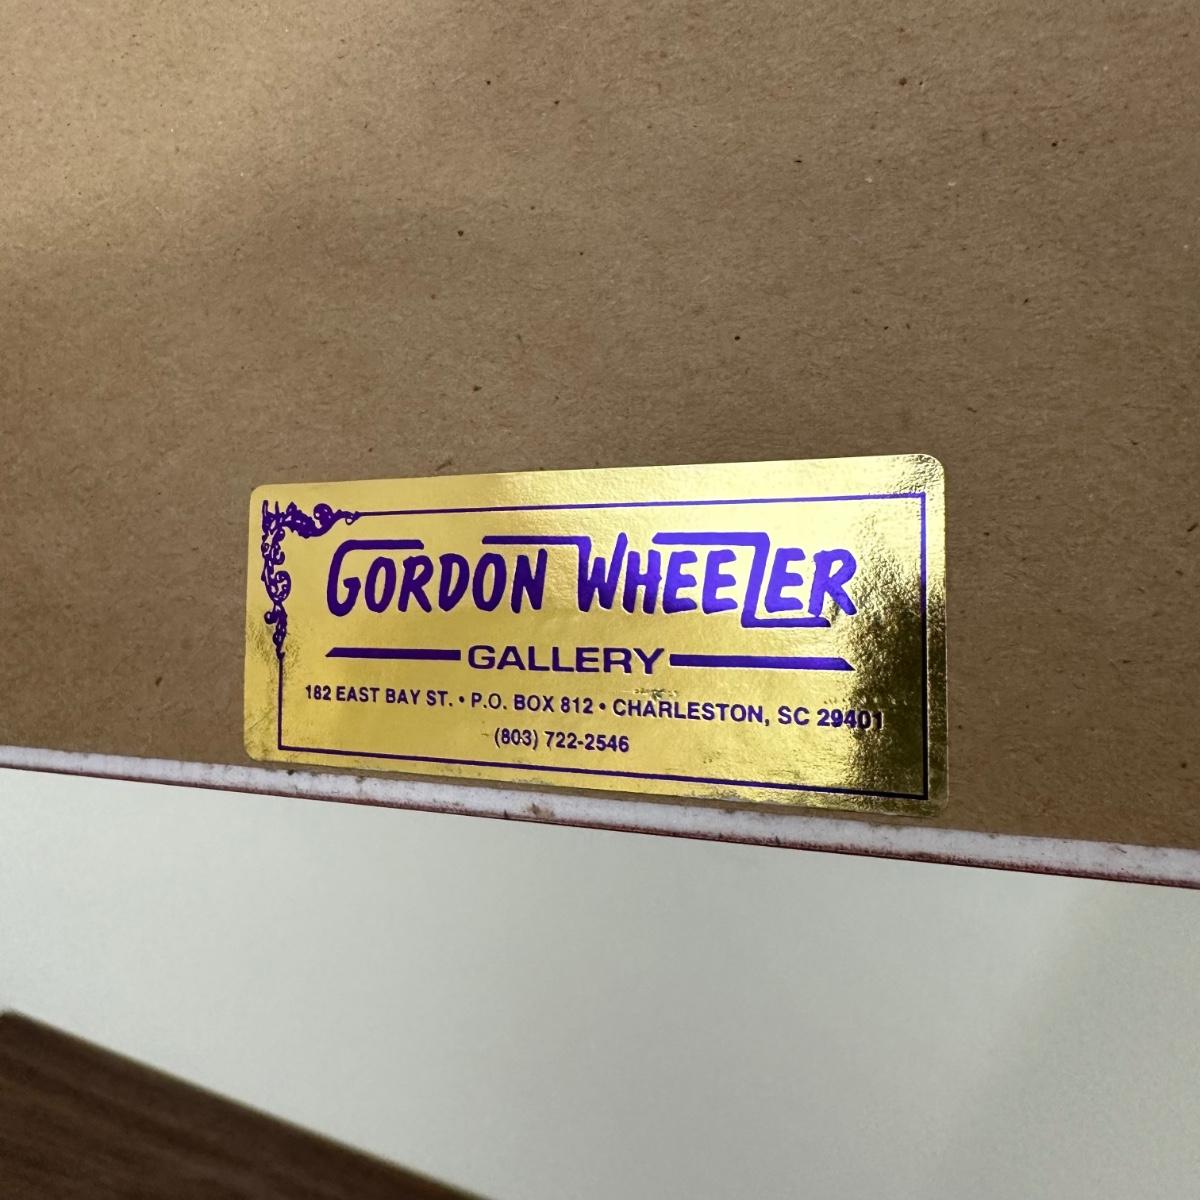 GORDON WHEELER
GALLERY
182 EAST BAY ST. • P.O. BOX 812 • CHARLESTON, SC 29401
(803) 722-2546